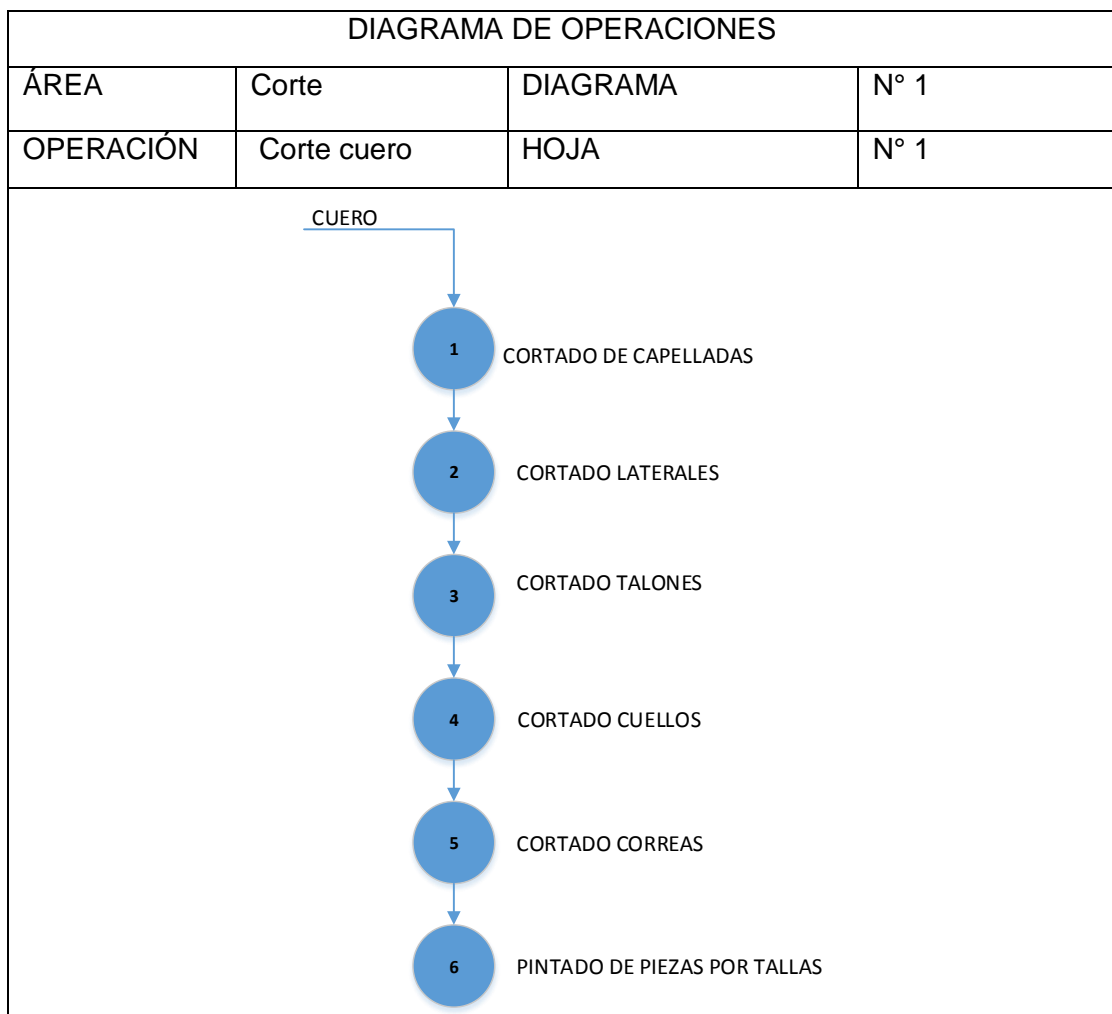 DIAGRAMA DE OPERACIONES
ÁREA Corte DIAGRAMA N° 1
OPERACIÓN Corte cuero HOJA N° 1
CUERO
1 CORTADO DE CAPELLADAS
2 CORTADO LATERALES
3 CORTADO TALONES
4 CORTADO CUELLOS
5 CORTADO CORREAS
6 PINTADO DE PIEZAS POR TALLAS